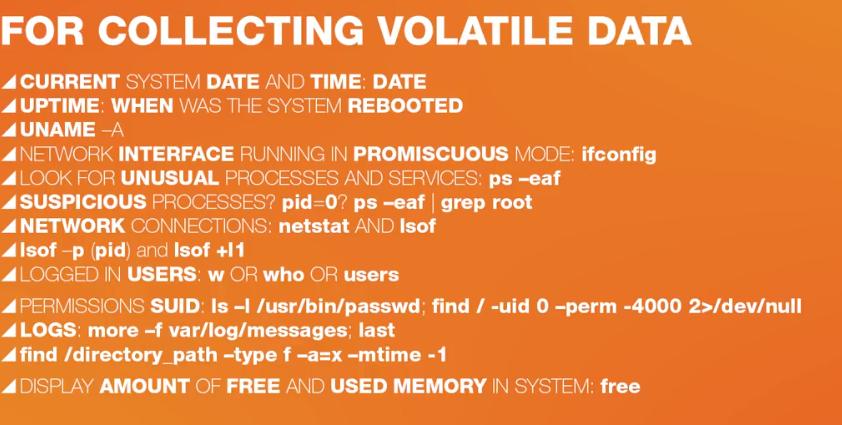 FOR COLLECTING VOLATILE DATA
CURRENT SYSTEM DATE AND TIME: DATE
UPTIME: WHEN WAS THE SYSTEM REBOOTED
UNAME –A
NETWORK INTERFACE RUNNING IN PROMISCUOUS MODE: ifconfig
LOOK FOR UNUSUAL PROCESSES AND SERVICES: ps –eaf
SUSPICIOUS PROCESSES? pid=0? ps –eaf | grep root
NETWORK CONNECTIONS: netstat AND lsof
lsof –p (pid) and lsof +l1
LOGGED IN USERS: w OR who OR users
PERMISSIONS SUID: ls –l /usr/bin/passwd; find / -uid 0 –perm -4000 2>/dev/null
LOGS: more –f var/log/messages; last
find /directory_path –type f –a=x –mtime -1
DISPLAY AMOUNT OF FREE AND USED MEMORY IN SYSTEM: free